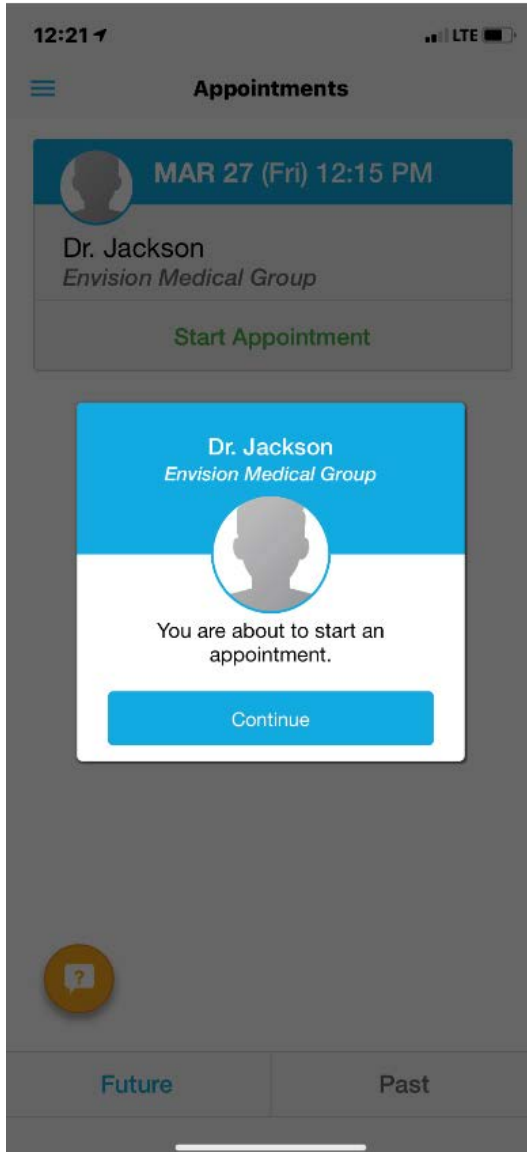 12:21 LTE
Appointments
MAR 27 (Fri) 12:15 PM
Dr. Jackson
Envision Medical Group
Start Appointment
Dr. Jackson
Envision Medical Group
You are about to start an
appointment.
Continue
?
Future Past